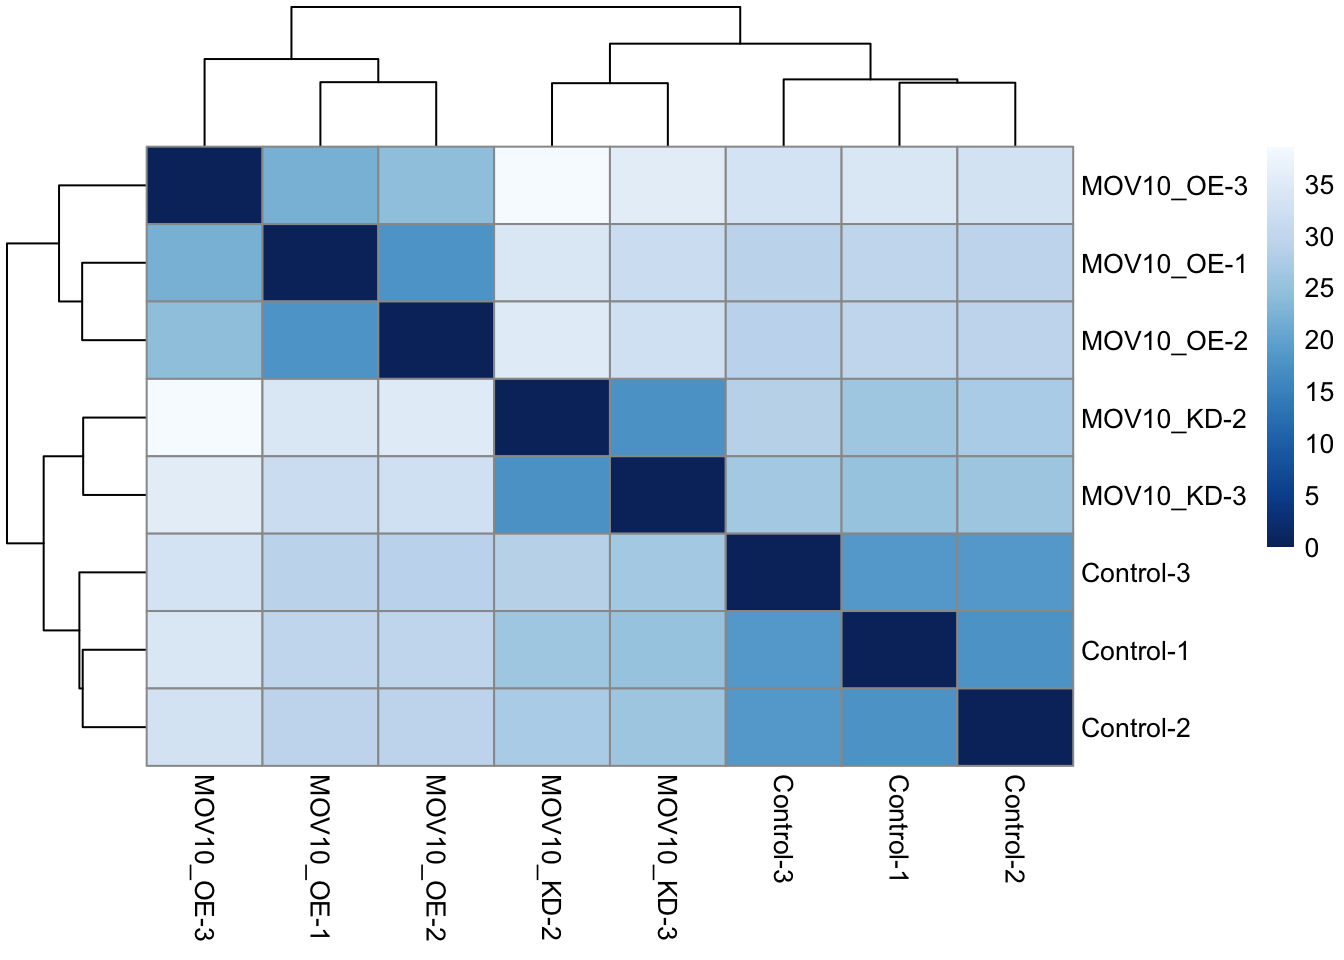 MOV10_OE-3
MOV10_OE-1
MOV10_OE-2
MOV10_KD-2
MOV10_KD-3
Control-3
Control-1
Control-2
35
30
25
20
15
10
5
0
MOV10_OE-3
MOV10_OE-1
MOV10_OE-2
MOV10_KD-2
MOV10_KD-3
Control-3
Control-1
Control-2